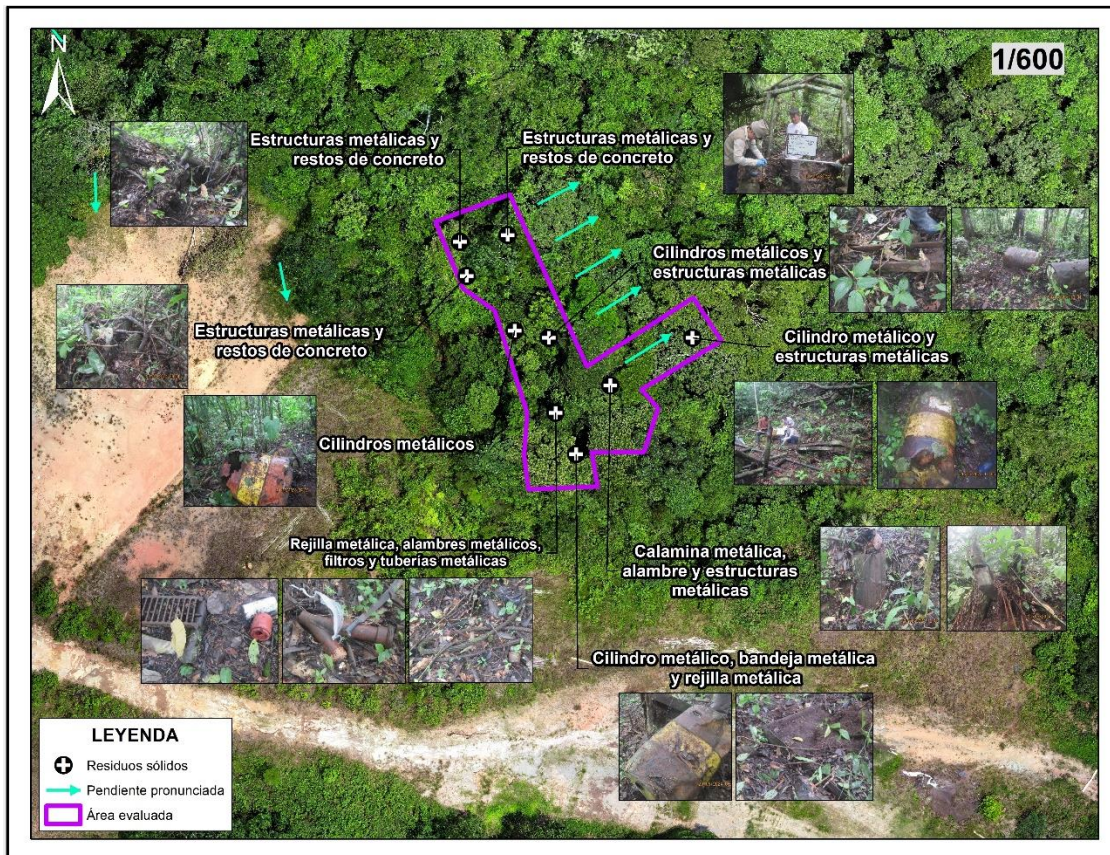 N
1/600
Estructuras metálicas y
restos de concreto
Estructuras metálicas y
restos de concreto
Cilindros metálicos y
estructuras metálicas
Estructuras metálicas y
restos de concreto
Cilindro metálico y
estructuras metálicas
Cilindros metálicos
Rejilla metálica, alambres metálicos,
filtros y tuberías metálicas
Calamina metálica,
alambre y estructuras
metálicas
Cilindro metálico, bandeja metálica
y rejilla metálica
LEYENDA
Residuos sólidos
Pendiente pronunciada
Área evaluada